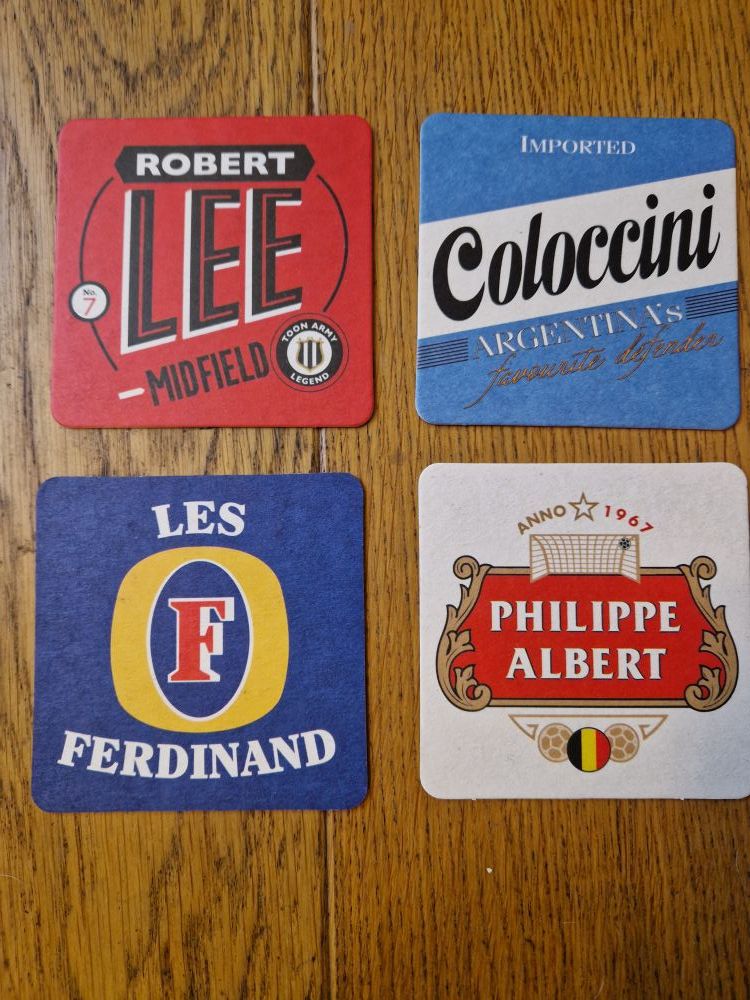 ROBERT
LEE
No.
7
MIDFIELD
TOON ARMY
LEGEND
IMPORTED
Coloccini
ARGENTINA's
favourite defender
LES
F
FERDINAND
ANNO 1967
PHILIPPE
ALBERT